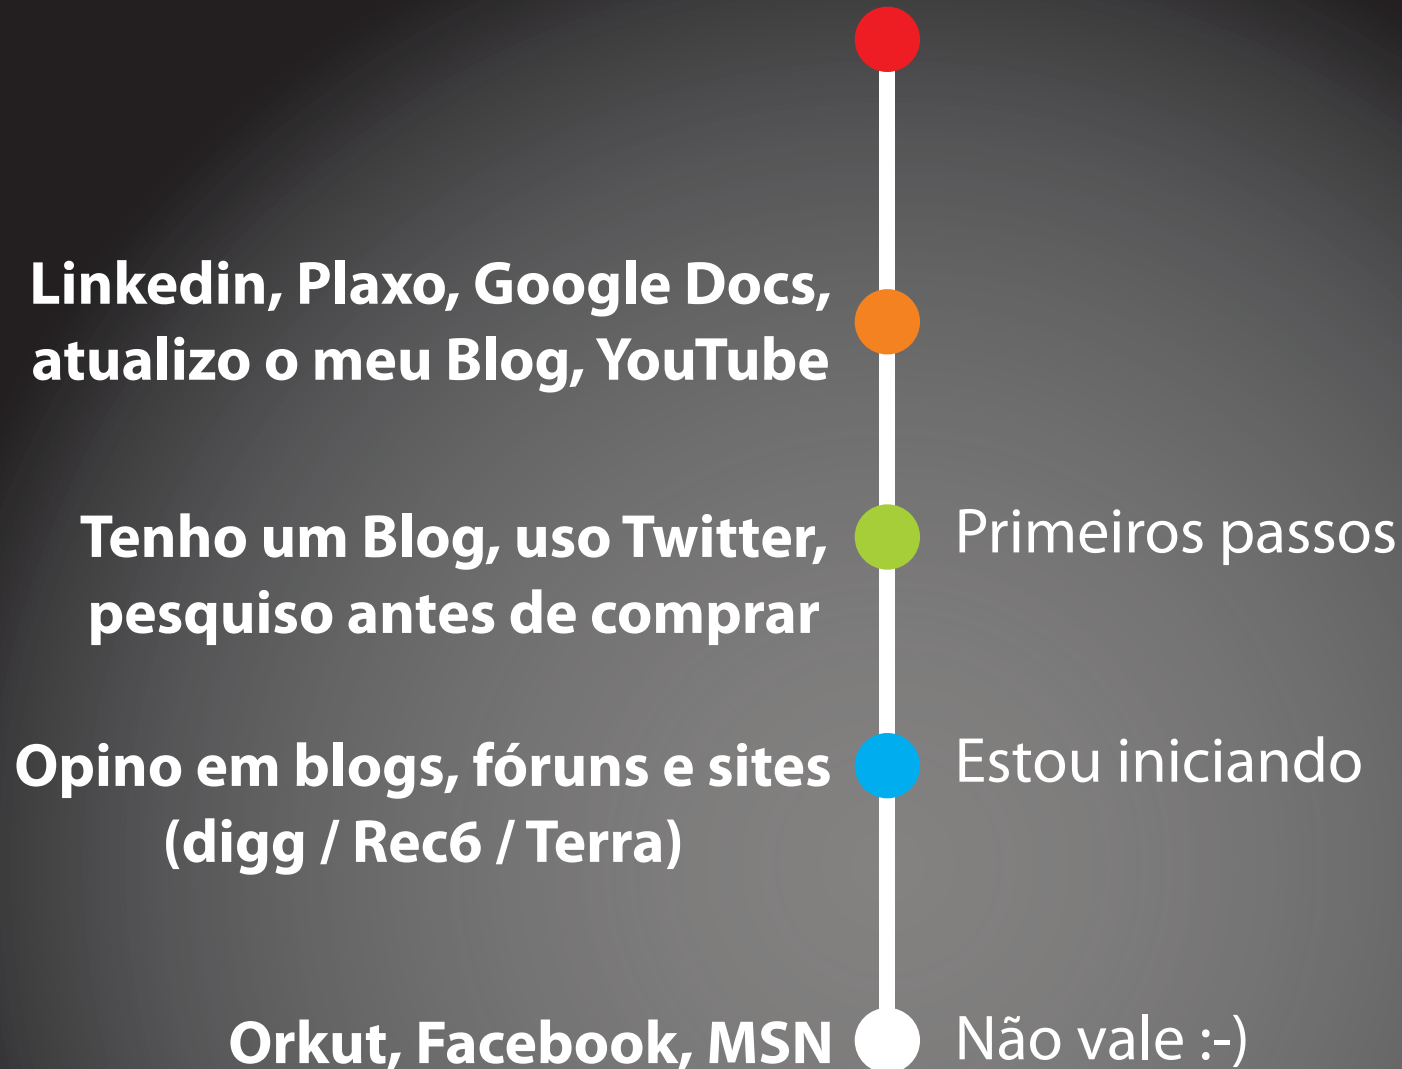 Linkedin, Plaxo, Google Docs,
atualizo o meu Blog, YouTube
Tenho um Blog, uso Twitter,
pesquiso antes de comprar
Primeiros passos
Opino em blogs, fóruns e sites
(digg / Rec6 / Terra)
Estou iniciando
Orkut, Facebook, MSN
Não vale :-)